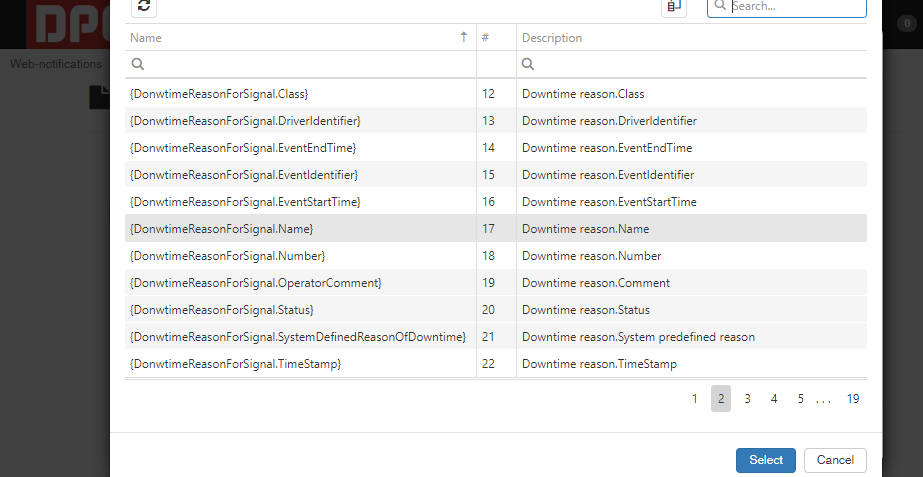 Search...
DP
0
Name # Description
Web-notifications
{DonwtimeReasonForSignal.Class} 12 Downtime reason.Class
{DonwtimeReasonForSignal.DriverIdentifier} 13 Downtime reason.DriverIdentifier
{DonwtimeReasonForSignal.EventEndTime} 14 Downtime reason.EventEndTime
{DonwtimeReasonForSignal.EventIdentifier} 15 Downtime reason.EventIdentifier
{DonwtimeReasonForSignal.EventStartTime} 16 Downtime reason.EventStartTime
{DonwtimeReasonForSignal.Name} 17 Downtime reason.Name
{DonwtimeReasonForSignal.Number} 18 Downtime reason.Number
{DonwtimeReasonForSignal.OperatorComment} 19 Downtime reason.Comment
{DonwtimeReasonForSignal.Status} 20 Downtime reason.Status
{DonwtimeReasonForSignal.SystemDefinedReasonOfDowntime} 21 Downtime reason.System predefined reason
{DonwtimeReasonForSignal.TimeStamp} 22 Downtime reason.TimeStamp
1 2 3 4 5 ... 19
Select Cancel